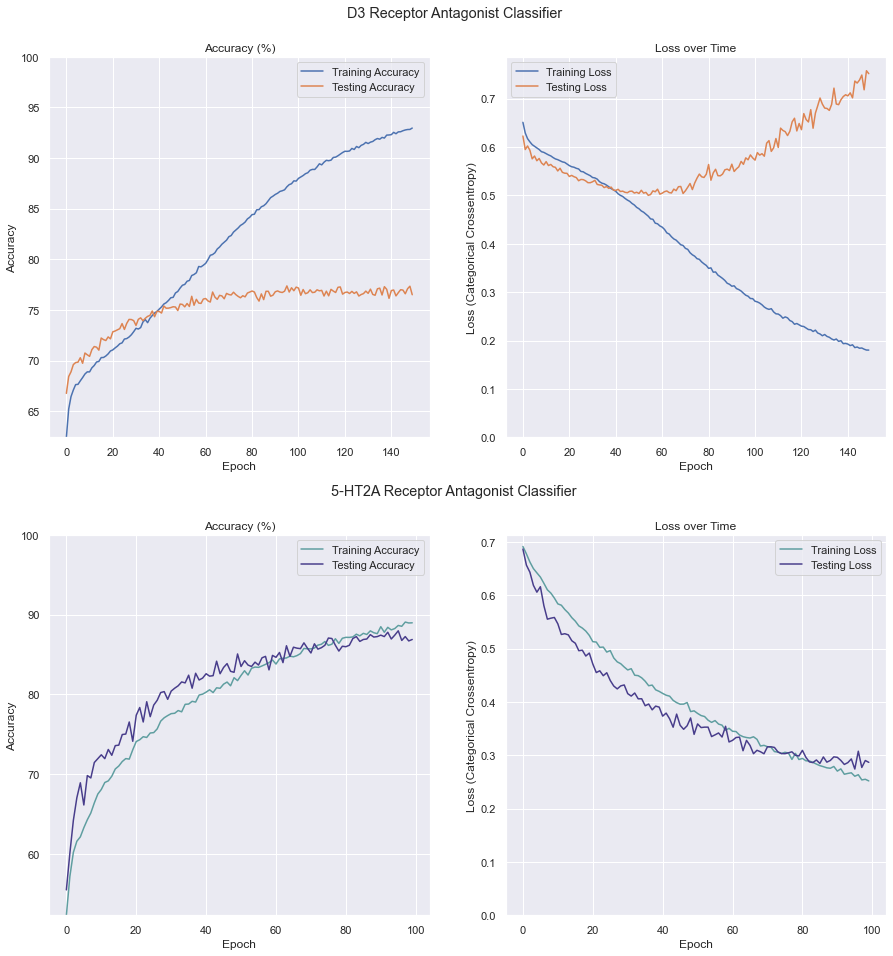 D3 Receptor Antagonist Classifier
Accuracy (%)
Training Accuracy
Testing Accuracy
100
95
90
85
80
75
70
65
Accuracy
0 20 40 60 80 100 120 140
Epoch
Loss over Time
Training Loss
Testing Loss
0.7
0.6
0.5
0.4
0.3
0.2
0.1
0.0
Loss (Categorical Crossentropy)
0 20 40 60 80 100 120 140
Epoch
5-HT2A Receptor Antagonist Classifier
Accuracy (%)
Training Accuracy
Testing Accuracy
100
90
80
70
60
Accuracy
0 20 40 60 80 100
Epoch
Loss over Time
Training Loss
Testing Loss
0.7
0.6
0.5
0.4
0.3
0.2
0.1
0.0
Loss (Categorical Crossentropy)
0 20 40 60 80 100
Epoch